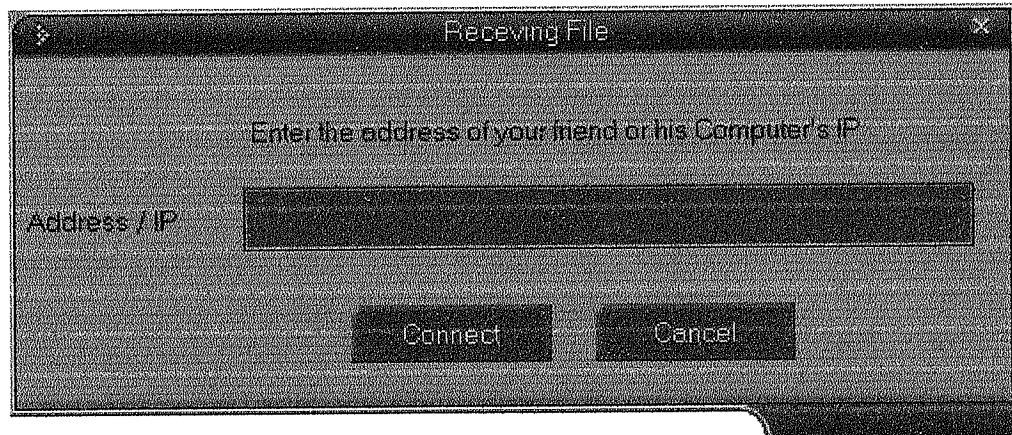 Receving File
Enter the address of your friend or his Computer's IP
Address / IP
Connect
Cancel